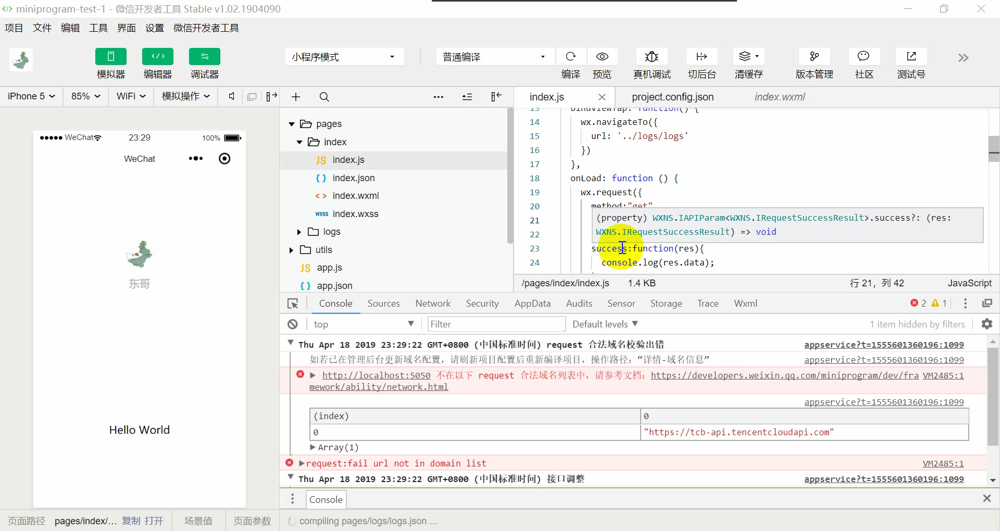 miniprogram-test-1 - 微信开发者工具 Stable v1.02.1904090
项目 文件 编辑 工具 界面 设置 微信开发者工具
模拟器 编辑器 调试器
小程序模式
普通编译
编译 预览 真机调试 切后台 清缓存 版本管理 社区 测试号
iPhone 5 85% WiFi 模拟操作
WeChat 23:29 100%
WeChat
东哥
Hello World
pages
index
JS index.js
{ } index.json
< > index.wxml
wxss index.wxss
logs
utils
JS app.js
{ } app.json
index.js project.config.json index.wxml
13 bindViewTap: function() {
14 wx.navigateTo({
15 url: '../logs/logs'
16 })
17 },
18 onLoad: function () {
19 wx.request({
20 method:"get"
21
22
(property) WXNS.IAPIParam<WXNS.IRequestSuccessResult>.success?: (res:
WXNS.IRequestSuccessResult) => void
23 success:function(res){
24 console.log(res.data);
/pages/index/index.js 1.4 KB 行 21, 列 42 JavaScript
Console Sources Network Security AppData Audits Sensor Storage Trace Wxml 2 1
top Filter Default levels 1 item hidden by filters
Thu Apr 18 2019 23:29:22 GMT+0800 (中国标准时间) request 合法域名校验出错 appservice?t=1555601360196:1099
如若已在管理后台更新域名配置，请刷新项目配置后重新编译项目，操作路径：“详情-域名信息” appservice?t=1555601360196:1099
http://localhost:5050 不在以下 request 合法域名列表中，请参考文档：https://developers.weixin.qq.com/miniprogram/dev/fra VM2485:1
mework/ability/network.html
appservice?t=1555601360196:1099
(index) 0
0 "https://tcb-api.tencentcloudapi.com"
Array(1)
request:fail url not in domain list VM2485:1
Thu Apr 18 2019 23:29:22 GMT+0800 (中国标准时间) 接口调整 appservice?t=1555601360196:1099
Console
页面路径 pages/index/... 复制 打开 场景值 页面参数 compiling pages/logs/logs.json ...